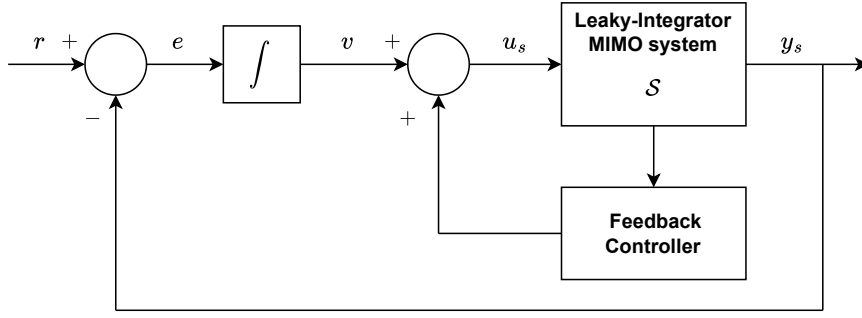 Leaky-Integrator
MIMO system
r + e ∫ v + u_s 𝒮 y_s
− +
Feedback
Controller